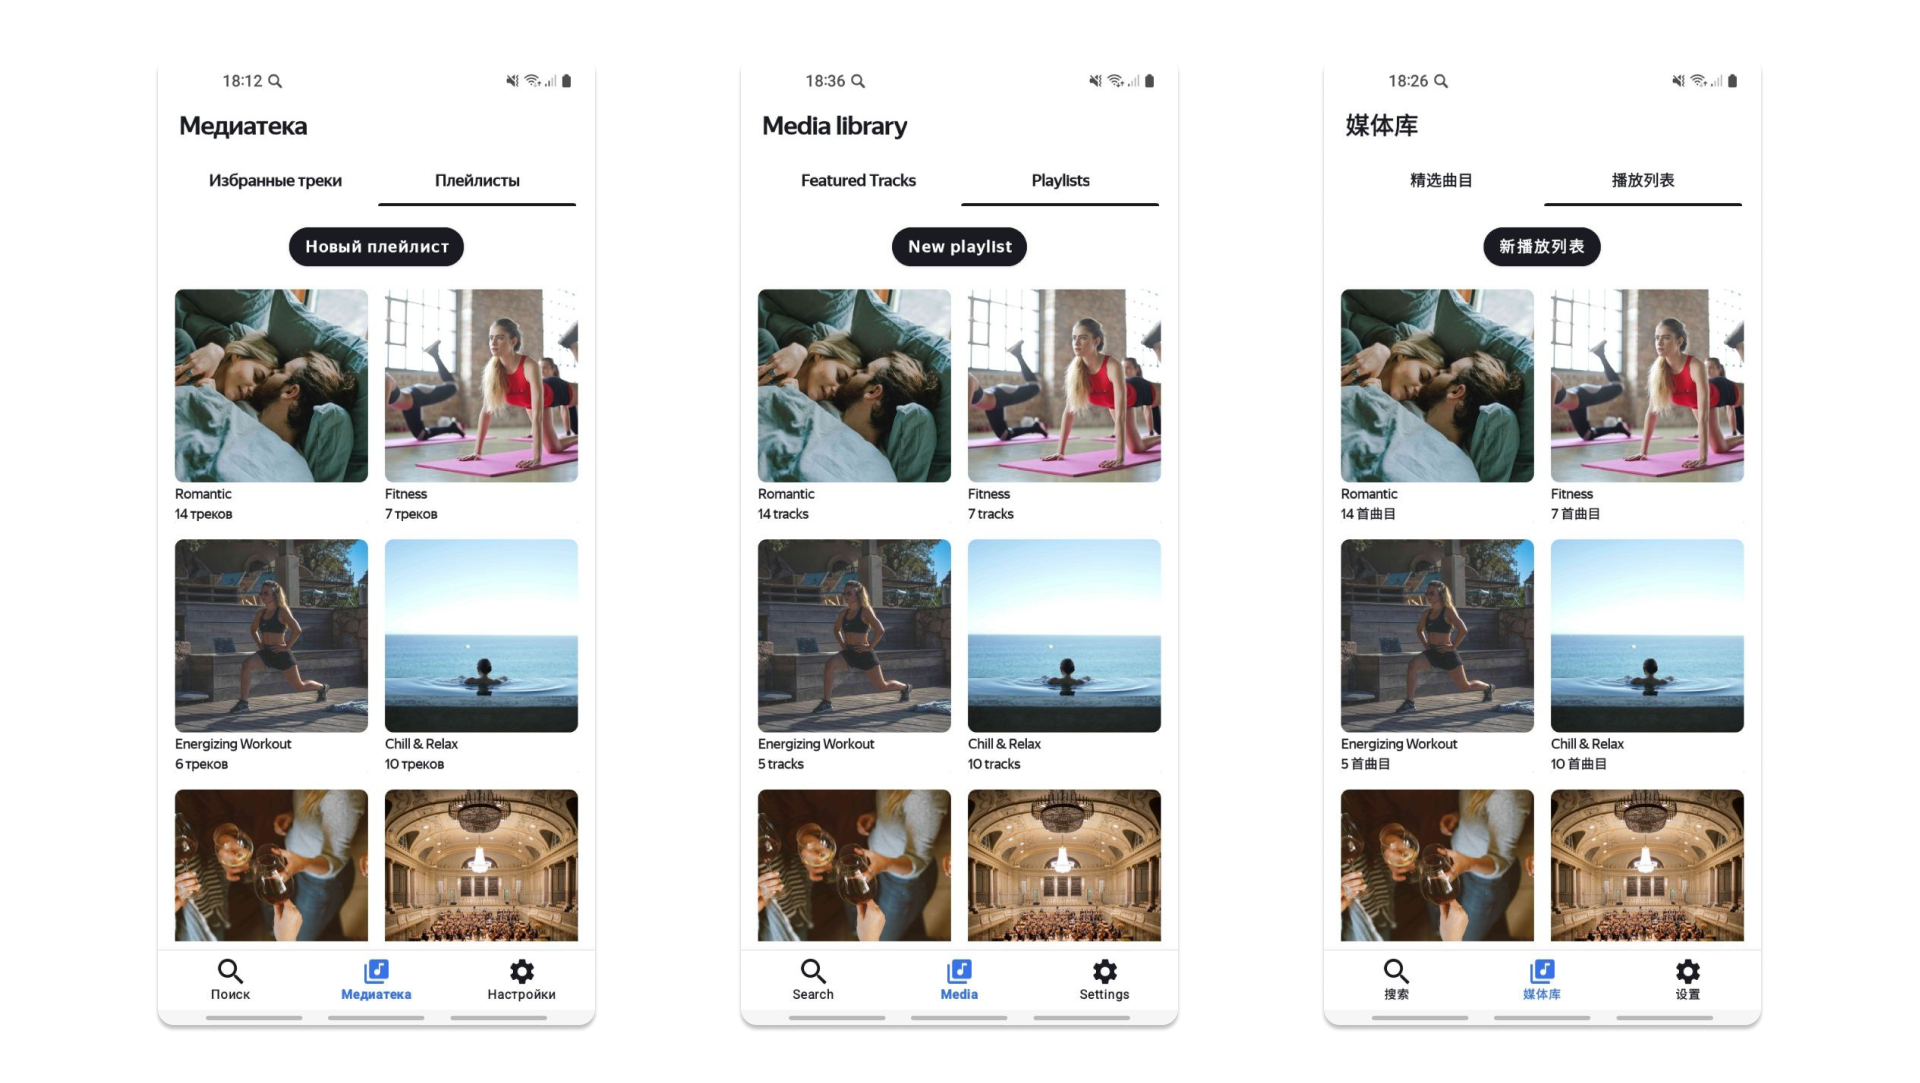 18:12
Медиатека
Избранные треки
Плейлисты
Новый плейлист
Romantic
14 треков
Fitness
7 треков
Energizing Workout
6 треков
Chill & Relax
10 треков
Поиск
Медиатека
Настройки
18:36
Media library
Featured Tracks
Playlists
New playlist
Romantic
14 tracks
Fitness
7 tracks
Energizing Workout
5 tracks
Chill & Relax
10 tracks
Search
Media
Settings
18:26
媒体库
精选曲目
播放列表
新播放列表
Romantic
14 首曲目
Fitness
7 首曲目
Energizing Workout
5 首曲目
Chill & Relax
10 首曲目
搜索
媒体库
设置